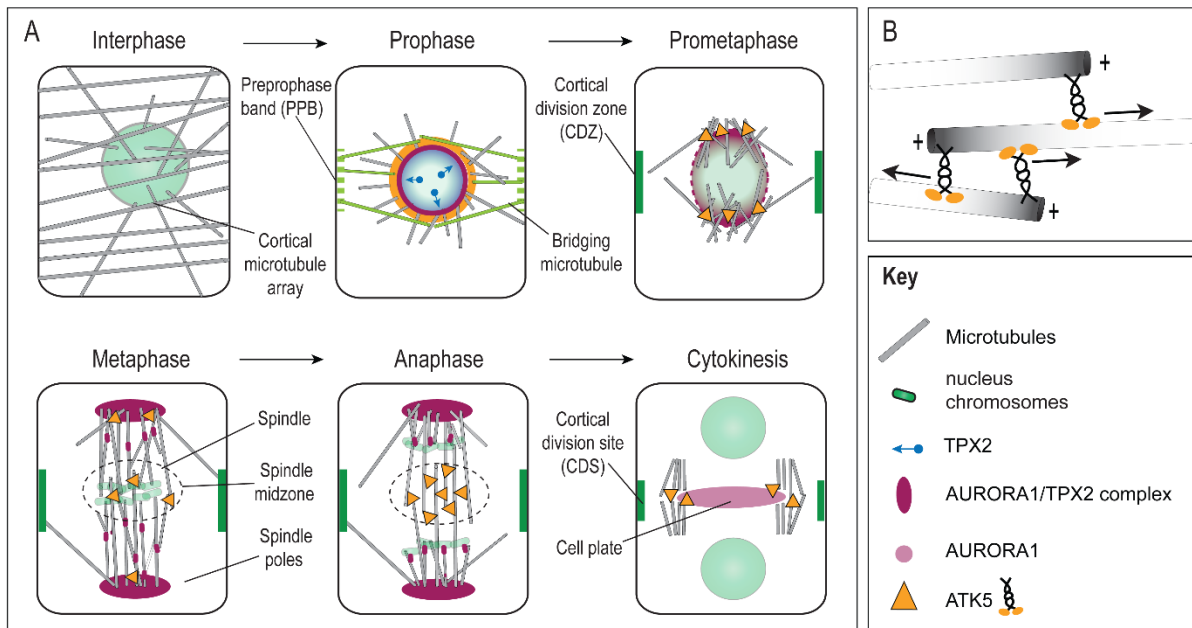 A
Interphase
Prophase
Prometaphase
Preprophase
band (PPB)
Cortical
division zone
(CDZ)
Cortical
microtubule
array
Bridging
microtubule
Metaphase
Anaphase
Cytokinesis
Spindle
Spindle
midzone
Spindle
poles
Cortical
division site
(CDS)
Cell plate
B
+
+
+
Key
Microtubules
nucleus
chromosomes
TPX2
AURORA1/TPX2 complex
AURORA1
ATK5